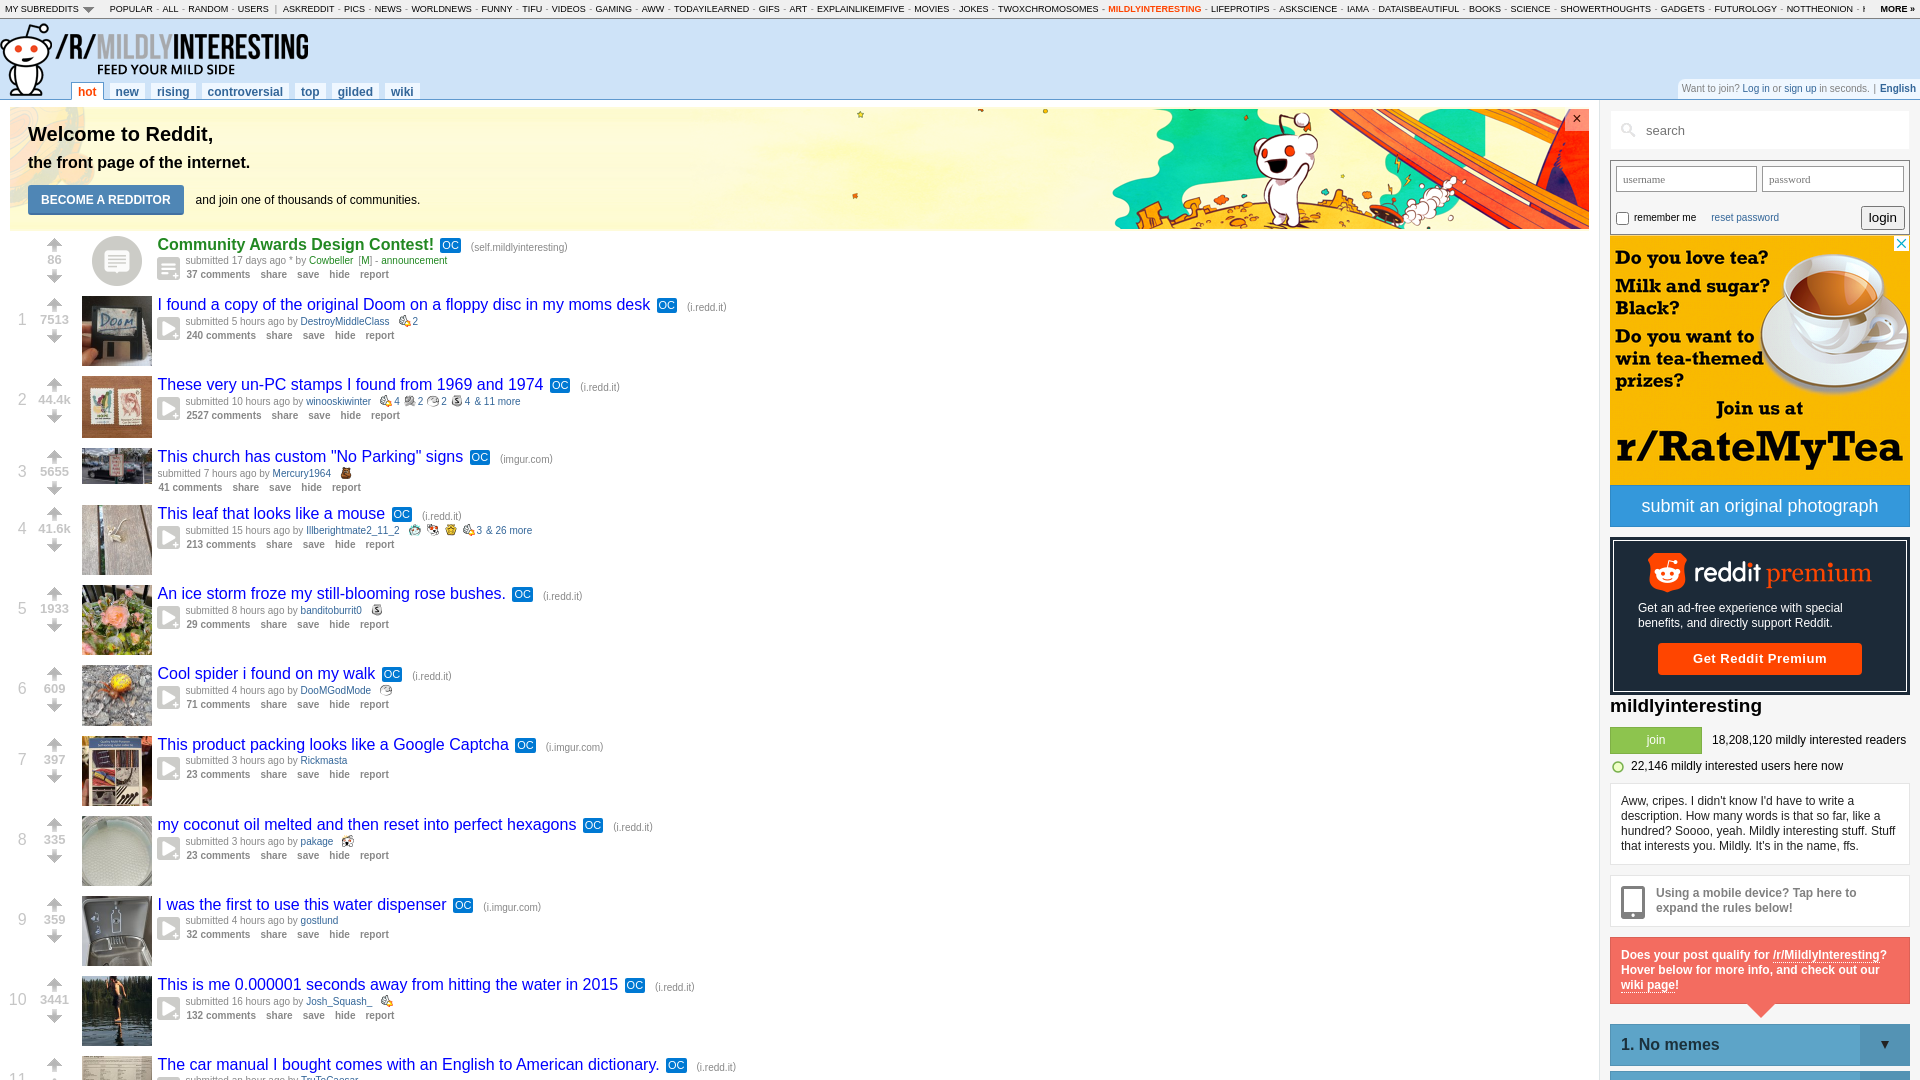 MY SUBREDDITS POPULAR - ALL - RANDOM - USERS | ASKREDDIT - PICS - NEWS - WORLDNEWS - FUNNY - TIFU - VIDEOS - GAMING - AWW - TODAYILEARNED - GIFS - ART - EXPLAINLIKEIMFIVE - MOVIES - JOKES - TWOXCHROMOSOMES - MILDLYINTERESTING - LIFEPROTIPS - ASKSCIENCE - IAMA - DATAISBEAUTIFUL - BOOKS - SCIENCE - SHOWERTHOUGHTS - GADGETS - FUTUROLOGY - NOTTHEONION - MORE »
/R/MILDLYINTERESTING
FEED YOUR MILD SIDE
hot new rising controversial top gilded wiki
Want to join? Log in or sign up in seconds. | English
Welcome to Reddit,
the front page of the internet.
BECOME A REDDITOR and join one of thousands of communities.
×
86
Community Awards Design Contest! OC (self.mildlyinteresting)
submitted 17 days ago * by Cowbeller [M] - announcement
37 comments share save hide report
1
7513
DOOM
I found a copy of the original Doom on a floppy disc in my moms desk OC (i.redd.it)
submitted 5 hours ago by DestroyMiddleClass 2
240 comments share save hide report
2
44.4k
These very un-PC stamps I found from 1969 and 1974 OC (i.redd.it)
submitted 10 hours ago by winooskiwinter 4 2 2 4 & 11 more
2527 comments share save hide report
3
5655
This church has custom "No Parking" signs OC (imgur.com)
submitted 7 hours ago by Mercury1964
41 comments share save hide report
4
41.6k
This leaf that looks like a mouse OC (i.redd.it)
submitted 15 hours ago by Illberightmate2_11_2 3 & 26 more
213 comments share save hide report
5
1933
An ice storm froze my still-blooming rose bushes. OC (i.redd.it)
submitted 8 hours ago by banditoburrit0
29 comments share save hide report
6
609
Cool spider i found on my walk OC (i.redd.it)
submitted 4 hours ago by DooMGodMode
71 comments share save hide report
7
397
This product packing looks like a Google Captcha OC (i.imgur.com)
submitted 3 hours ago by Rickmasta
23 comments share save hide report
8
335
my coconut oil melted and then reset into perfect hexagons OC (i.redd.it)
submitted 3 hours ago by pakage
23 comments share save hide report
9
359
I was the first to use this water dispenser OC (i.imgur.com)
submitted 4 hours ago by gostlund
32 comments share save hide report
10
3441
This is me 0.000001 seconds away from hitting the water in 2015 OC (i.redd.it)
submitted 16 hours ago by Josh_Squash_
132 comments share save hide report
11
The car manual I bought comes with an English to American dictionary. OC (i.redd.it)
submitted an hour ago by TruToCaesar
search
username password
remember me reset password login
Do you love tea?
Milk and sugar?
Black?
Do you want to
win tea-themed
prizes?
Join us at
r/RateMyTea
submit an original photograph
reddit premium
Get an ad-free experience with special
benefits, and directly support Reddit.
Get Reddit Premium
mildlyinteresting
join 18,208,120 mildly interested readers
22,146 mildly interested users here now
Aww, cripes. I didn't know I'd have to write a
description. How many words is that so far, like a
hundred? Soooo, yeah. Mildly interesting stuff. Stuff
that interests you. Mildly. It's in the name, ffs.
Using a mobile device? Tap here to
expand the rules below!
Does your post qualify for /r/MildlyInteresting?
Hover below for more info, and check out our
wiki page!
1. No memes ▼